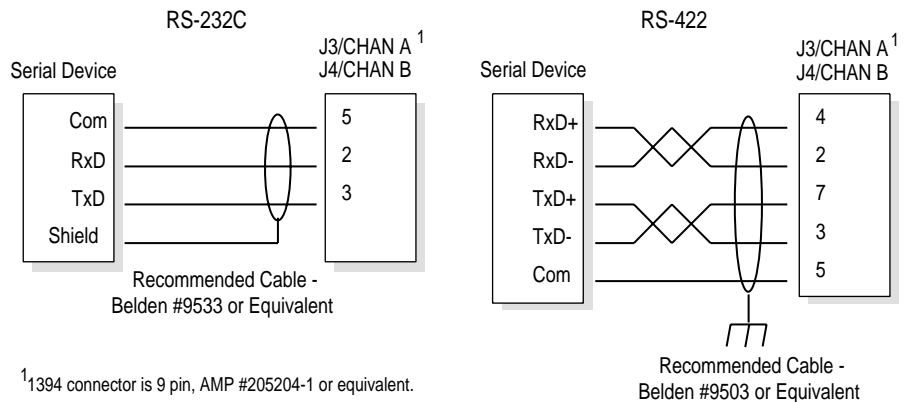 RS-232C
J3/CHAN A 1
J4/CHAN B
Serial Device
Com
5
RxD
2
TxD
3
Shield
Recommended Cable -
Belden #9533 or Equivalent
RS-422
J3/CHAN A 1
J4/CHAN B
Serial Device
RxD+
4
RxD-
2
TxD+
7
TxD-
3
Com
5
Recommended Cable -
Belden #9503 or Equivalent
1 1394 connector is 9 pin, AMP #205204-1 or equivalent.